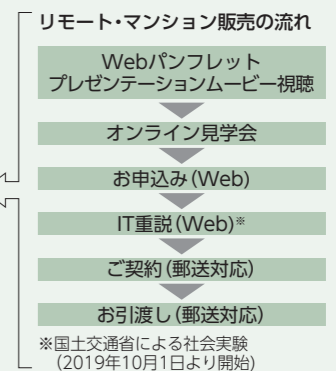 リモート・マンション販売の流れ
Webパンフレット
プレゼンテーションムービー視聴
オンライン見学会
お申込み（Web）
IT重説（Web）※
ご契約（郵送対応）
お引渡し（郵送対応）
※国土交通省による社会実験
（2019年10月1日より開始）